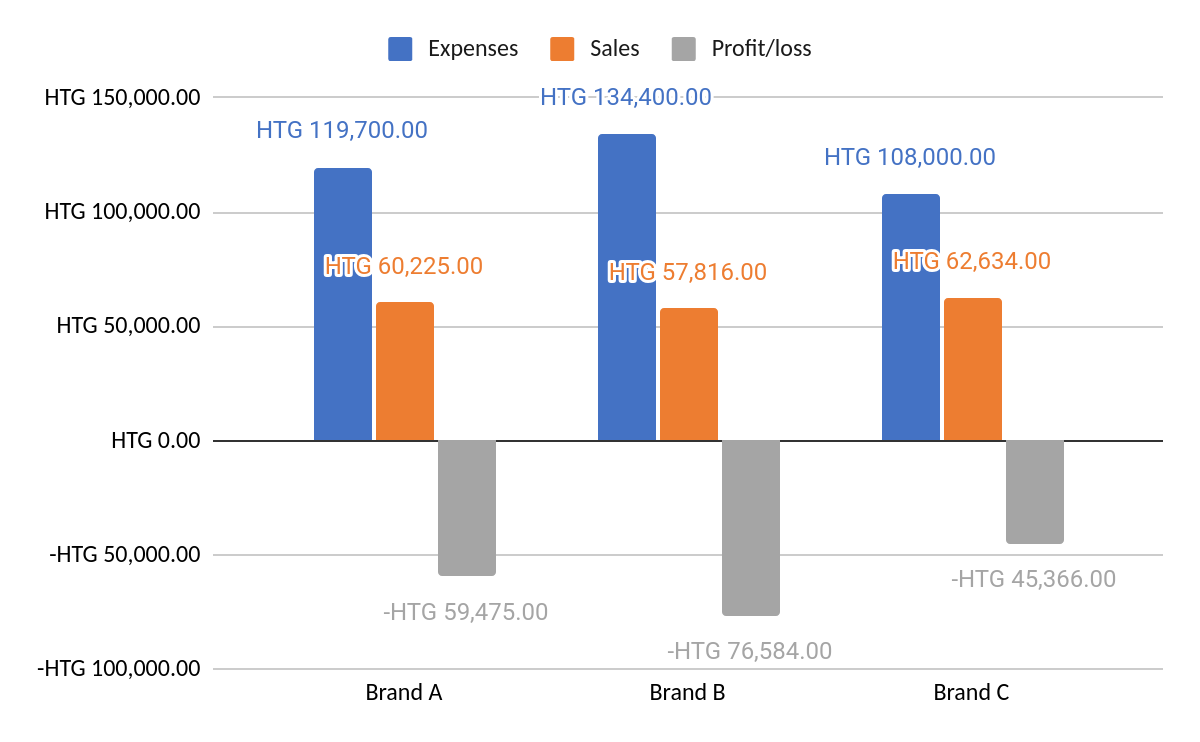 Expenses Sales Profit/loss
HTG 150,000.00
HTG 100,000.00
HTG 50,000.00
HTG 0.00
-HTG 50,000.00
-HTG 100,000.00
HTG 119,700.00
HTG 60,225.00
-HTG 59,475.00
HTG 134,400.00
HTG 57,816.00
-HTG 76,584.00
HTG 108,000.00
HTG 62,634.00
-HTG 45,366.00
Brand A Brand B Brand C